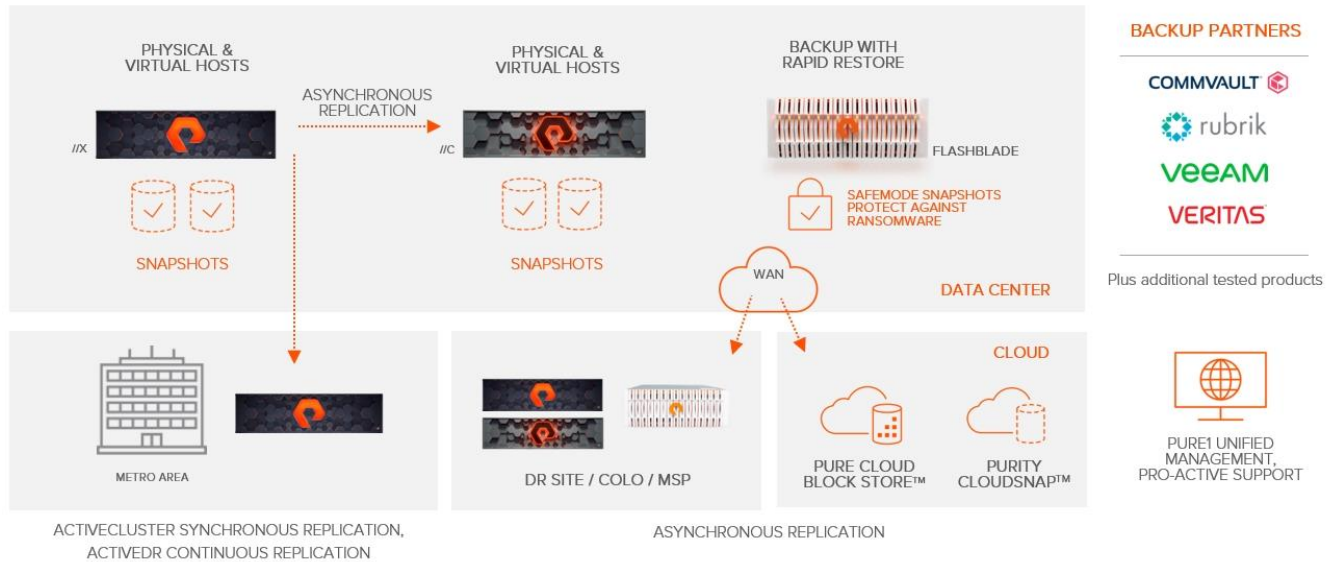 PHYSICAL &
VIRTUAL HOSTS
ASYNCHRONOUS
REPLICATION
//X
SNAPSHOTS
PHYSICAL &
VIRTUAL HOSTS
//C
SNAPSHOTS
BACKUP WITH
RAPID RESTORE
FLASHBLADE
SAFEMODE SNAPSHOTS
PROTECT AGAINST
RANSOMWARE
WAN
DATA CENTER
BACKUP PARTNERS
COMMVAULT
rubrik
veeAM
VERITAS
Plus additional tested products
METRO AREA
ACTIVECLUSTER SYNCHRONOUS REPLICATION,
ACTIVEDR CONTINUOUS REPLICATION
DR SITE / COLO / MSP
CLOUD
PURE CLOUD
BLOCK STORE™
PURITY
CLOUDSNAP™
ASYNCHRONOUS REPLICATION
PURE1 UNIFIED
MANAGEMENT,
PRO-ACTIVE SUPPORT